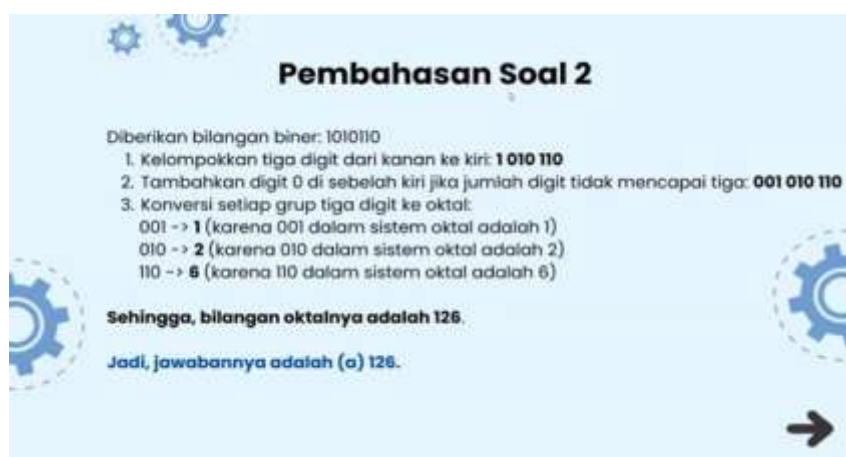 Pembahasan Soal 2
Diberikan bilangan biner: 1010110
1. Kelompokkan tiga digit dari kanan ke kiri: 1 010 110
2. Tambahkan digit 0 di sebelah kiri jika jumlah digit tidak mencapai tiga: 001 010 110
3. Konversi setiap grup tiga digit ke oktal:
001 -> 1 (karena 001 dalam sistem oktal adalah 1)
010 -> 2 (karena 010 dalam sistem oktal adalah 2)
110 -> 6 (karena 110 dalam sistem oktal adalah 6)
Sehingga, bilangan oktalnya adalah 126.
Jadi, jawabannya adalah (a) 126.